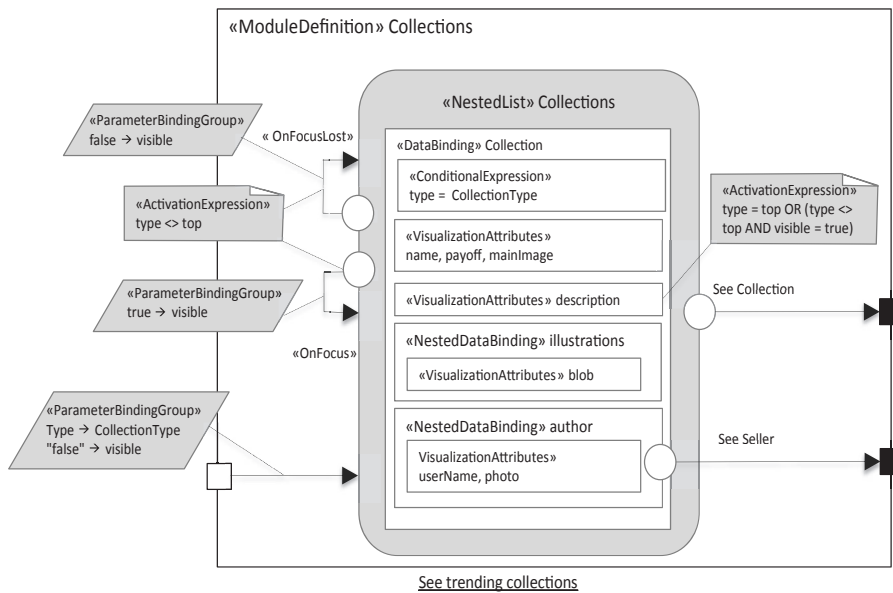 «ModuleDefinition» Collections
«NestedList» Collections
«ParameterBindingGroup»
false → visible
« OnFocusLost»
«DataBinding» Collection
«ConditionalExpression»
type = CollectionType
«ActivationExpression»
type <> top
«ActivationExpression»
type = top OR (type <>
top AND visible = true)
«VisualizationAttributes»
name, payoff, mainImage
«ParameterBindingGroup»
true → visible
«VisualizationAttributes» description
See Collection
«OnFocus»
«NestedDataBinding» illustrations
«VisualizationAttributes» blob
«ParameterBindingGroup»
Type → CollectionType
"false" → visible
«NestedDataBinding» author
VisualizationAttributes»
userName, photo
See Seller
See trending collections